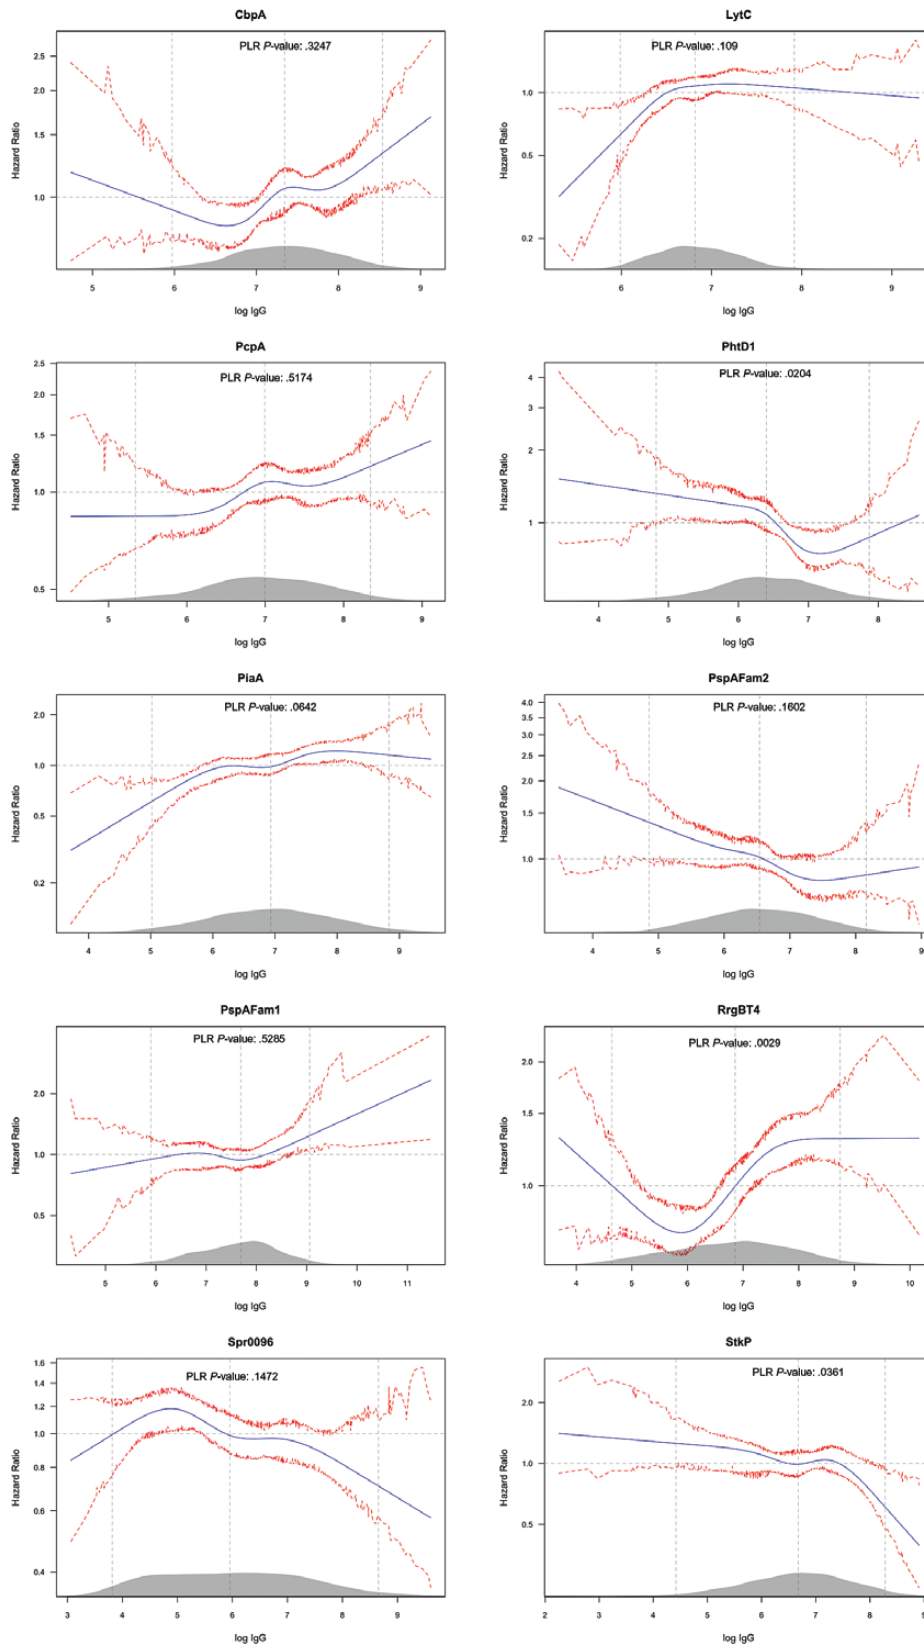 CbpA
PLR P-value: .3247
2.5
2.0
1.5
1.0
Hazard Ratio
5 6 7 8 9
log IgG
LytC
PLR P-value: .109
1.0
0.5
0.2
Hazard Ratio
6 7 8 9
log IgG
PcpA
PLR P-value: .5174
2.5
2.0
1.5
1.0
0.5
Hazard Ratio
5 6 7 8 9
log IgG
PhtD1
PLR P-value: .0204
4
3
2
1
Hazard Ratio
4 5 6 7 8
log IgG
PiaA
PLR P-value: .0642
2.0
1.0
0.5
0.2
Hazard Ratio
4 5 6 7 8 9
log IgG
PspAFam2
PLR P-value: .1602
4.0
3.5
3.0
2.5
2.0
1.5
1.0
Hazard Ratio
4 5 6 7 8 9
log IgG
PspAFam1
PLR P-value: .5285
2.0
1.0
0.5
Hazard Ratio
5 6 7 8 9 10 11
log IgG
RrgBT4
PLR P-value: .0029
2.0
1.5
1.0
Hazard Ratio
4 5 6 7 8 9 10
log IgG
Spr0096
PLR P-value: .1472
1.6
1.4
1.2
1.0
0.8
0.6
0.4
Hazard Ratio
3 4 5 6 7 8 9
log IgG
StkP
PLR P-value: .0361
2.0
1.0
0.5
Hazard Ratio
2 3 4 5 6 7 8 9
log IgG